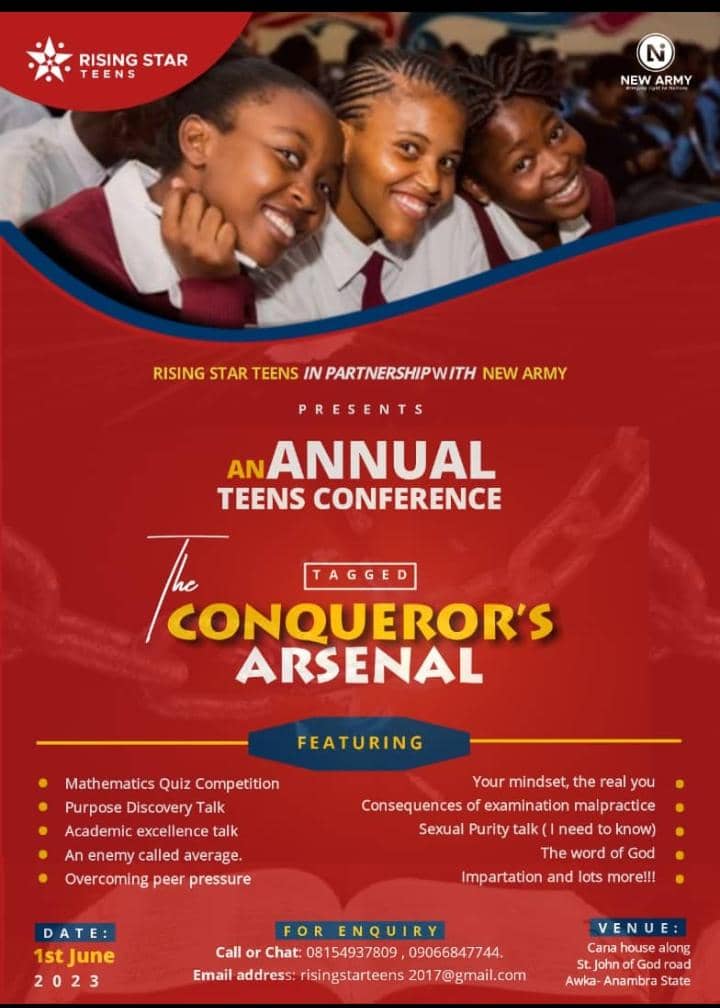 RISING STAR
TEENS
NEW ARMY
RISING STAR TEENS IN PARTNERSHIP WITH NEW ARMY
PRESENTS
AN ANNUAL
TEENS CONFERENCE
TAGGED
The
CONQUEROR'S
ARSENAL
FEATURING
Mathematics Quiz Competition
Purpose Discovery Talk
Academic excellence talk
An enemy called average.
Overcoming peer pressure
Your mindset, the real you
Consequences of examination malpractice
Sexual Purity talk ( I need to know)
The word of God
Impartation and lots more!!!
DATE:
1st June
2023
FOR ENQUIRY
Call or Chat: 08154937809 , 09066847744.
Email address: risingstarteens 2017@gmail.com
VENUE:
Cana house along
St. John of God road
Awka- Anambra State